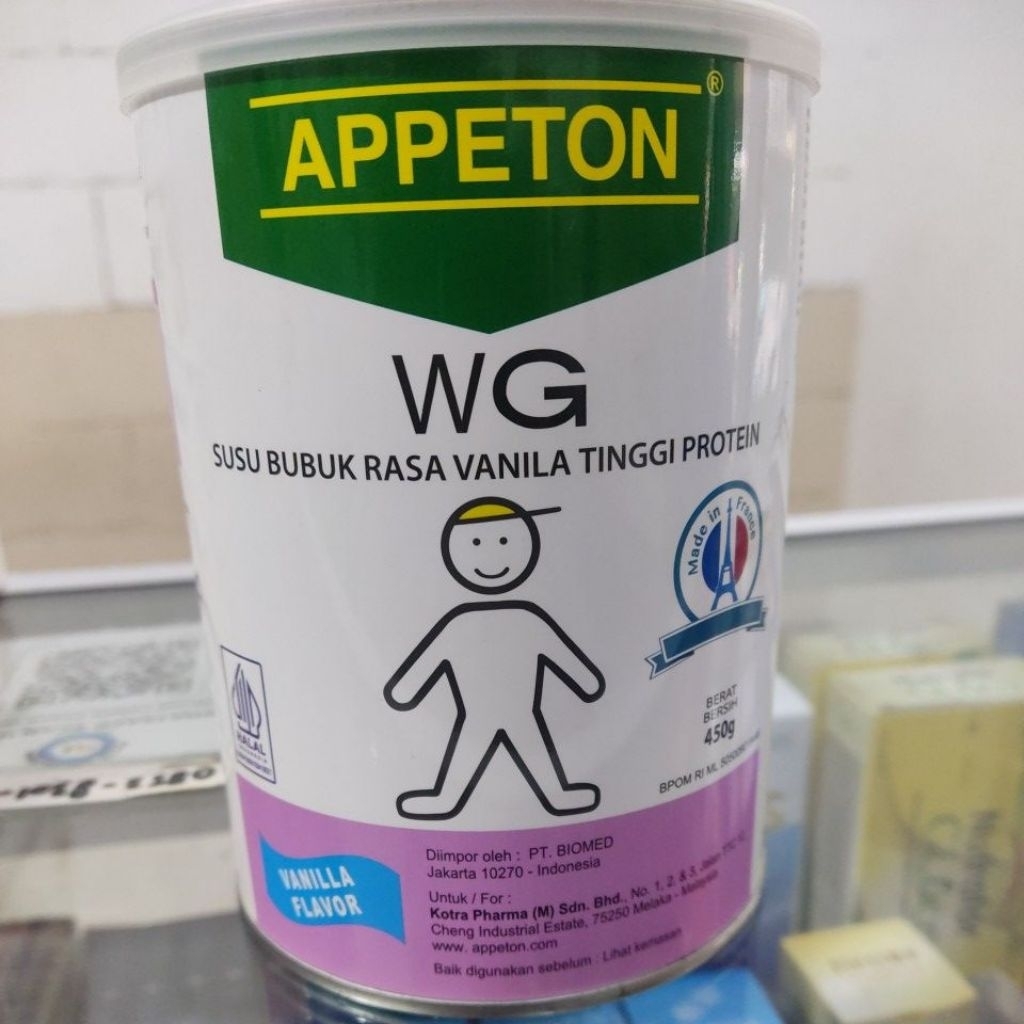 APPETON®
WG
SUSU BUBUK RASA VANILA TINGGI PROTEIN
Made in France
HALAL
BERAT
BERSIH
450g
BPOM RI ML
VANILLA
FLAVOR
Diimpor oleh : PT. BIOMED
Jakarta 10270 - Indonesia
Untuk / For :
Kotra Pharma (M) Sdn. Bhd., No. 1, 2, & 3, Jalan
Cheng Industrial Estate, 75250 Melaka - Malaysia
www. appeton.com
Baik digunakan sebelum : Lihat kemasan